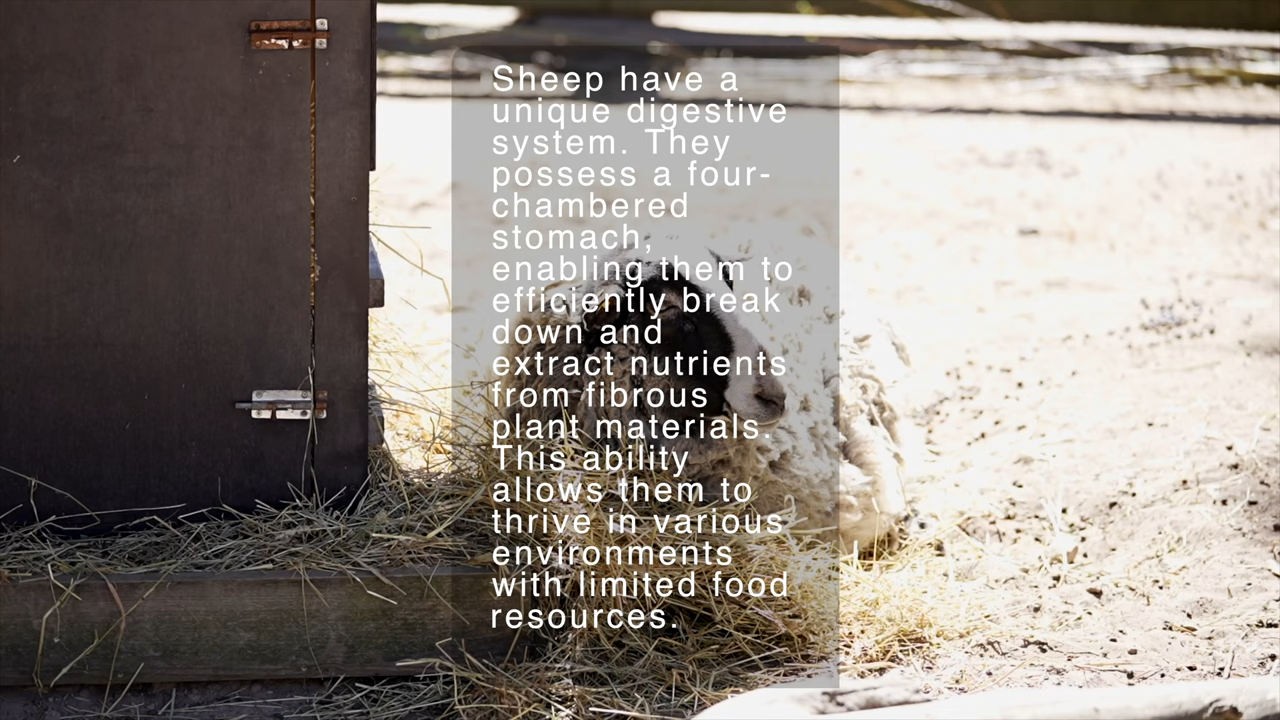 Sheep have a
unique digestive
system. They
possess a four-
chambered
stomach,
enabling them to
efficiently break
down and
extract nutrients
from fibrous
plant materials.
This ability
allows them to
thrive in various
environments
with limited food
resources.